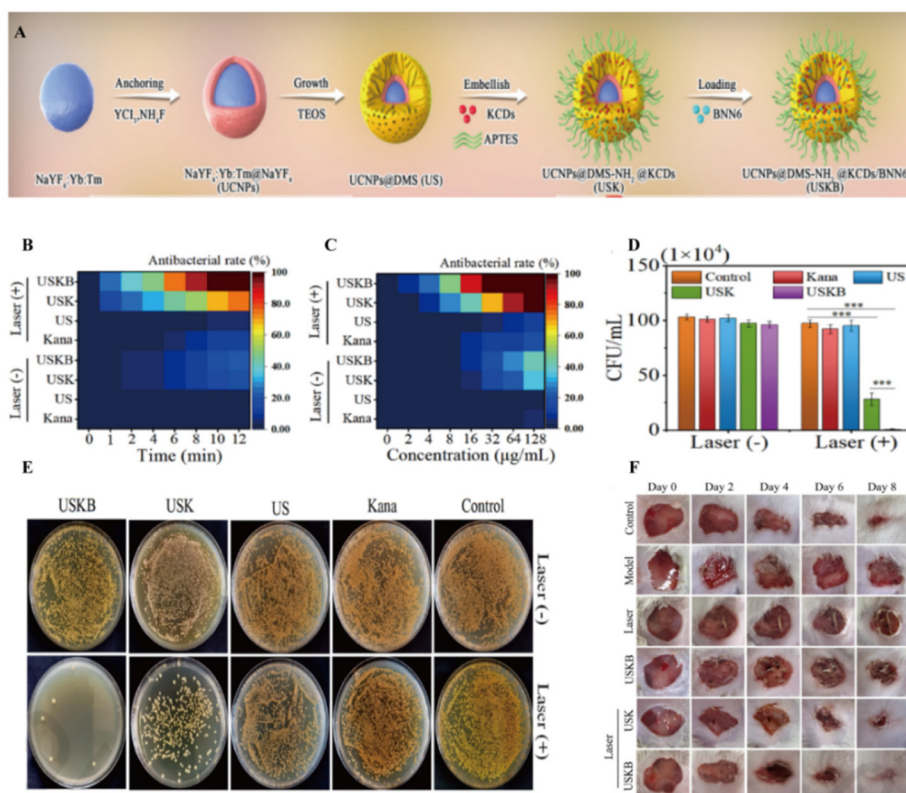 A
Anchoring
YCl3,NH4F
Growth
TEOS
Embellish
KCDs
APTES
Loading
BNN6
NaYF4:Yb:Tm
NaYF4:Yb:Tm@NaYF4
(UCNPs)
UCNPs@DMS (US)
UCNPs@DMS-NH2 @KCDs
(USK)
UCNPs@DMS-NH2 @KCDs/BNN6
(USKB)
B
Antibacterial rate (%)
Laser (+)
USKB
USK
US
Kana
Laser (-)
USKB
USK
US
Kana
100
80.0
60.0
40.0
20.0
0.00
0 1 2 4 6 8 10 12
Time (min)
C
Antibacterial rate (%)
Laser (+)
USKB
USK
US
Kana
Laser (-)
USKB
USK
US
Kana
100
80.0
60.0
40.0
20.0
0.00
0 2 4 8 16 32 64 128
Concentration (μg/mL)
D
(1×10⁴)
CFU/mL
150
100
50
0
Control Kana US
USK USKB
***
***
***
Laser (-) Laser (+)
E
USKB USK US Kana Control
Laser (-)
Laser (+)
F
Day 0 Day 2 Day 4 Day 6 Day 8
Control
Model
Laser
USKB
Laser
USK
USKB